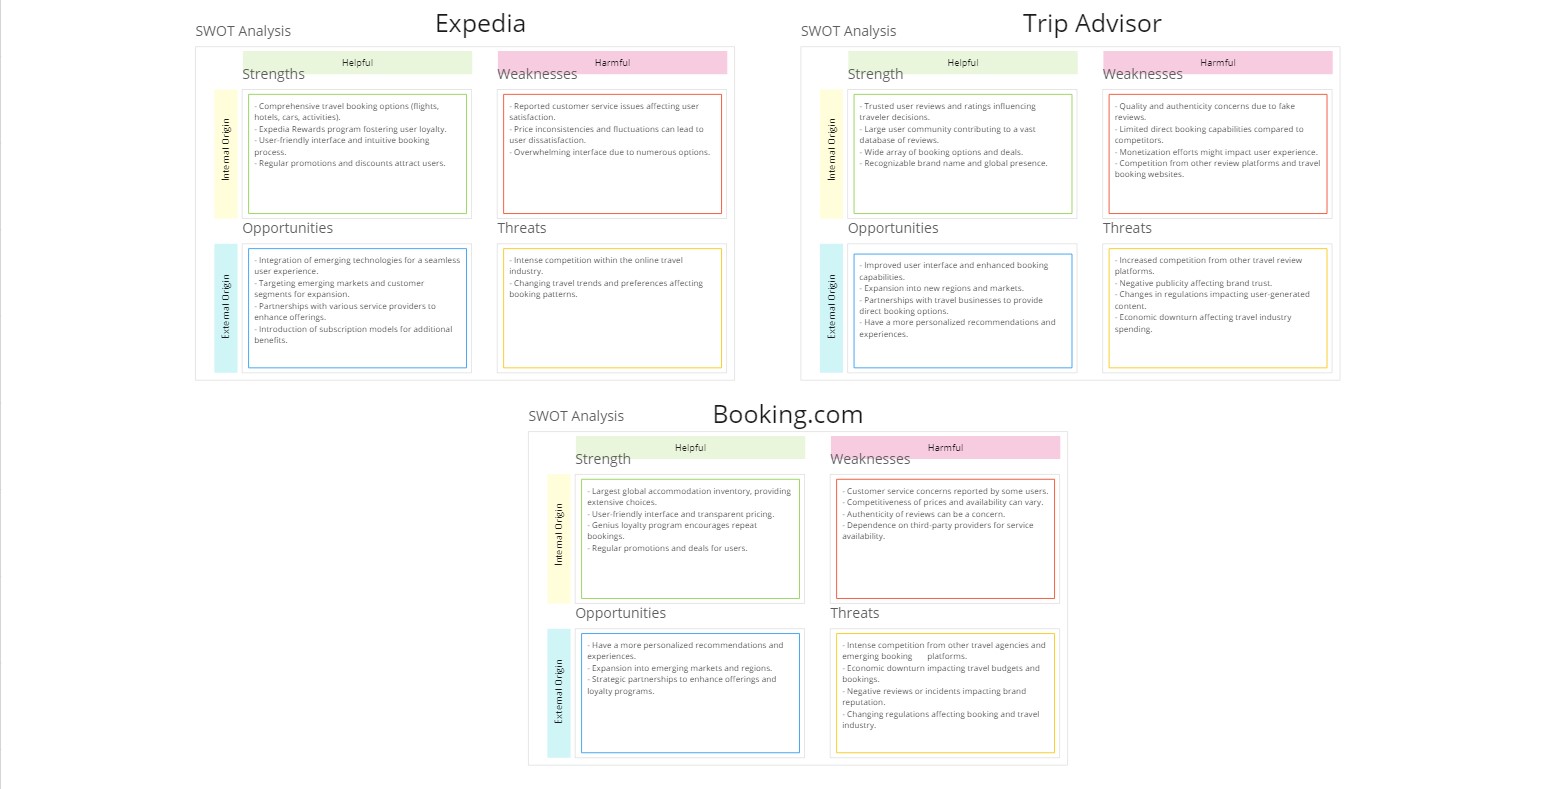 Expedia
SWOT Analysis
Helpful
Harmful
Strengths
Weaknesses
Internal Origin
- Comprehensive travel booking options (flights,
hotels, cars, activities).
- Expedia Rewards program fostering user loyalty.
- User-friendly interface and intuitive booking
process.
- Regular promotions and discounts attract users.
- Reported customer service issues affecting user
satisfaction.
- Price inconsistencies and fluctuations can lead to
user dissatisfaction.
- Overwhelming interface due to numerous options.
Opportunities
Threats
External Origin
- Integration of emerging technologies for a seamless
user experience.
- Targeting emerging markets and customer
segments for expansion.
- Partnerships with various service providers to
enhance offerings.
- Introduction of subscription models for additional
benefits.
- Intense competition within the online travel
industry.
- Changing travel trends and preferences affecting
booking patterns.
Trip Advisor
SWOT Analysis
Helpful
Harmful
Strength
Weaknesses
Internal Origin
- Trusted user reviews and ratings influencing
traveler decisions.
- Large user community contributing to a vast
database of reviews.
- Wide array of booking options and deals.
- Recognizable brand name and global presence.
- Quality and authenticity concerns due to fake
reviews.
- Limited direct booking capabilities compared to
competitors.
- Monetization efforts might impact user experience.
- Competition from other review platforms and travel
booking websites.
Opportunities
Threats
External Origin
- Improved user interface and enhanced booking
capabilities.
- Expansion into new regions and markets.
- Partnerships with travel businesses to provide
direct booking options.
- Have a more personalized recommendations and
experiences.
- Increased competition from other travel review
platforms.
- Negative publicity affecting brand trust.
- Changes in regulations impacting user-generated
content.
- Economic downturn affecting travel industry
spending.
Booking.com
SWOT Analysis
Helpful
Harmful
Strength
Weaknesses
Internal Origin
- Largest global accommodation inventory, providing
extensive choices.
- User-friendly interface and transparent pricing.
- Genius loyalty program encourages repeat
bookings.
- Regular promotions and deals for users.
- Customer service concerns reported by some users.
- Competitiveness of prices and availability can vary.
- Authenticity of reviews can be a concern.
- Dependence on third-party providers for service
availability.
Opportunities
Threats
External Origin
- Have a more personalized recommendations and
experiences.
- Expansion into emerging markets and regions.
- Strategic partnerships to enhance offerings and
loyalty programs.
- Intense competition from other travel agencies and
emerging booking platforms.
- Economic downturn impacting travel budgets and
bookings.
- Negative reviews or incidents impacting brand
reputation.
- Changing regulations affecting booking and travel
industry.